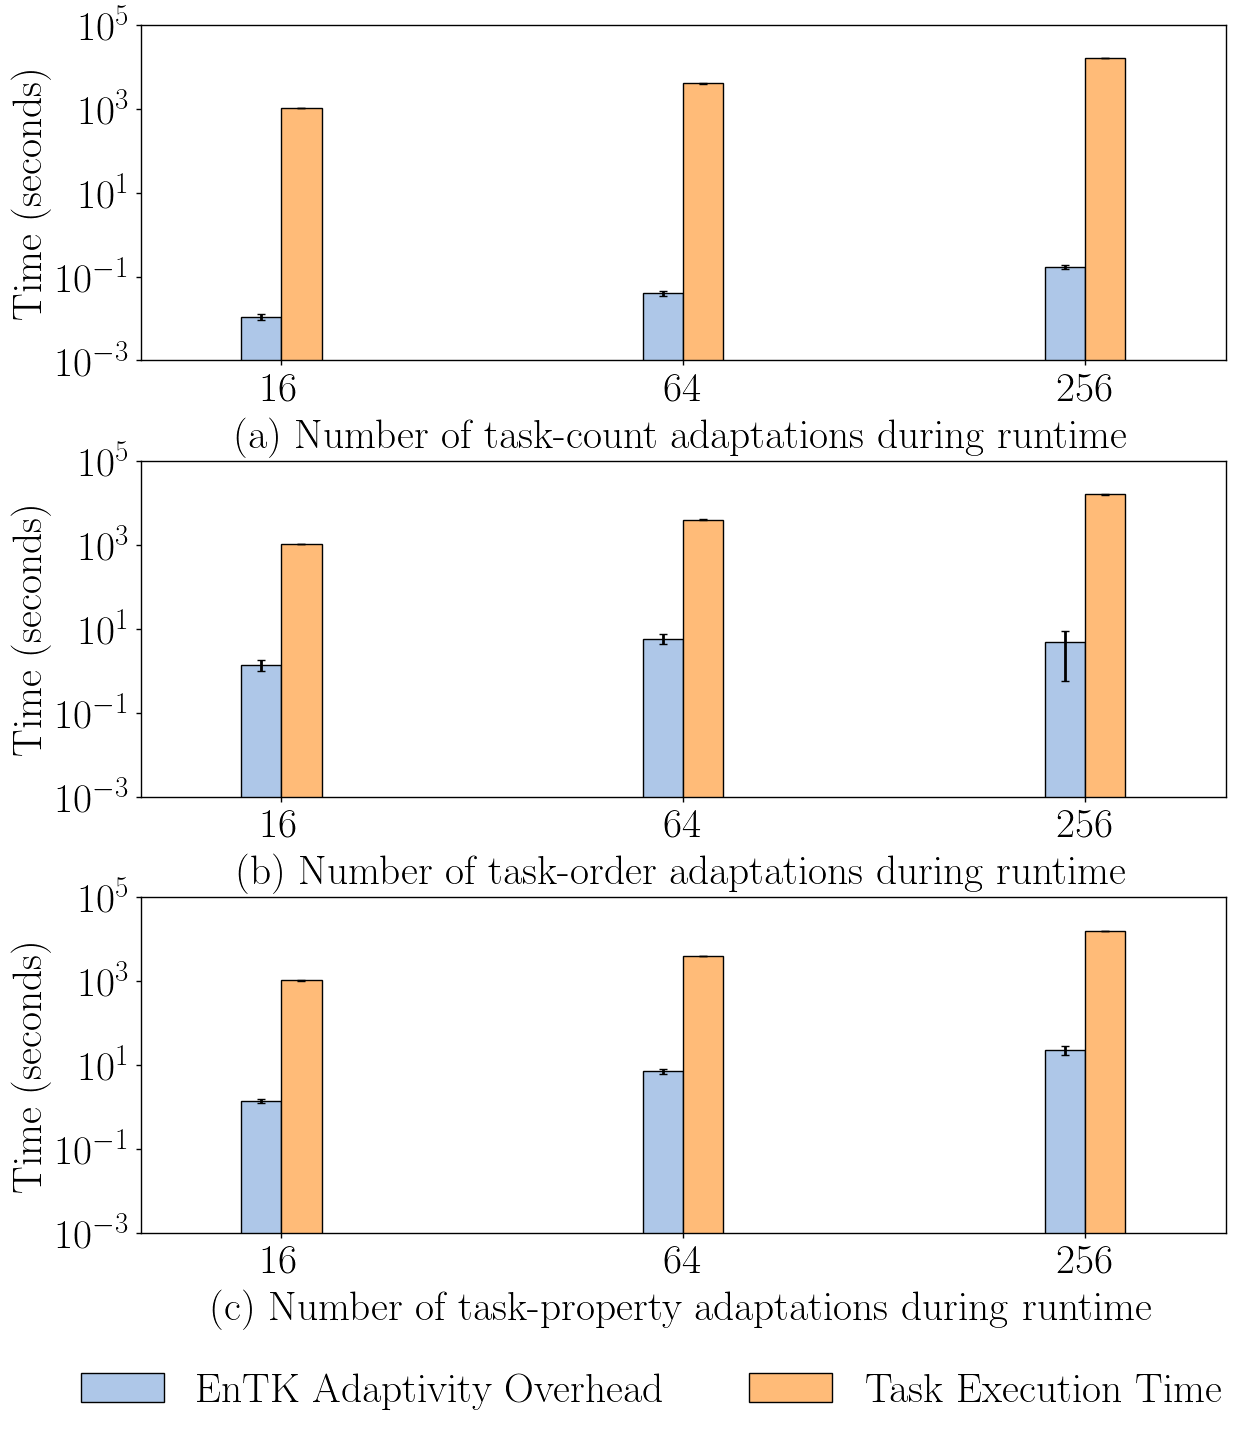 Time (seconds)
10^5
10^3
10^1
10^−1
10^−3
16 64 256
(a) Number of task-count adaptations during runtime
Time (seconds)
10^5
10^3
10^1
10^−1
10^−3
16 64 256
(b) Number of task-order adaptations during runtime
Time (seconds)
10^5
10^3
10^1
10^−1
10^−3
16 64 256
(c) Number of task-property adaptations during runtime
EnTK Adaptivity Overhead Task Execution Time